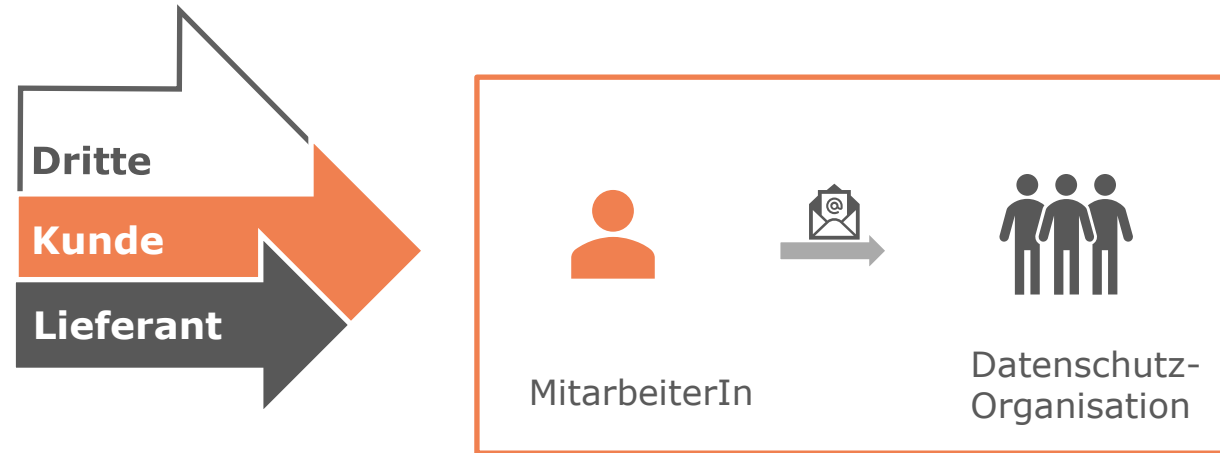 Dritte
Kunde
Lieferant
@
MitarbeiterIn
Datenschutz-
Organisation